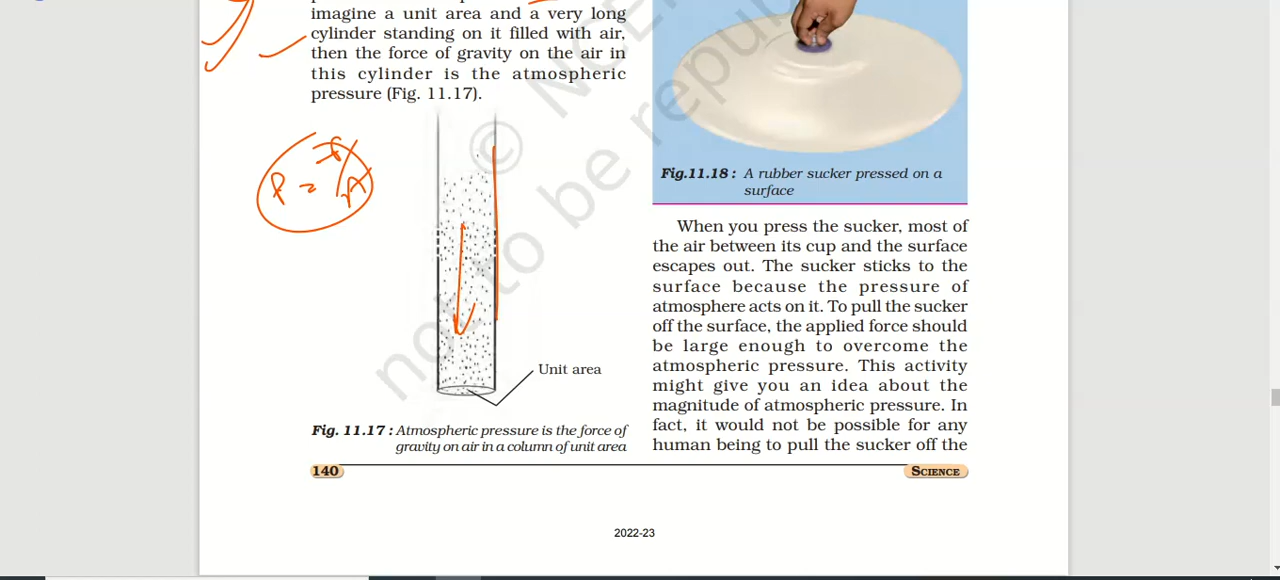 imagine a unit area and a very long
cylinder standing on it filled with air,
then the force of gravity on the air in
this cylinder is the atmospheric
pressure (Fig. 11.17).
P = F/A
Unit area
Fig. 11.17 : Atmospheric pressure is the force of
gravity on air in a column of unit area
Fig.11.18 : A rubber sucker pressed on a
surface
When you press the sucker, most of
the air between its cup and the surface
escapes out. The sucker sticks to the
surface because the pressure of
atmosphere acts on it. To pull the sucker
off the surface, the applied force should
be large enough to overcome the
atmospheric pressure. This activity
might give you an idea about the
magnitude of atmospheric pressure. In
fact, it would not be possible for any
human being to pull the sucker off the
140
SCIENCE
2022-23
© NCE
not to be repu